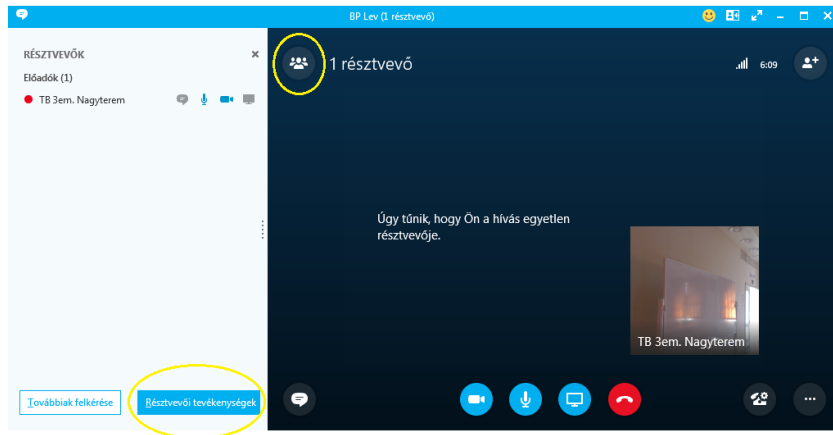 BP Lev (1 résztvevő)
RÉSZTVEVŐK
Előadók (1)
TB 3em. Nagyterem
Továbbiak felkérése
Résztvevői tevékenységek
1 résztvevő
6:09
Úgy tűnik, hogy Ön a hívás egyetlen
résztvevője.
TB 3em. Nagyterem